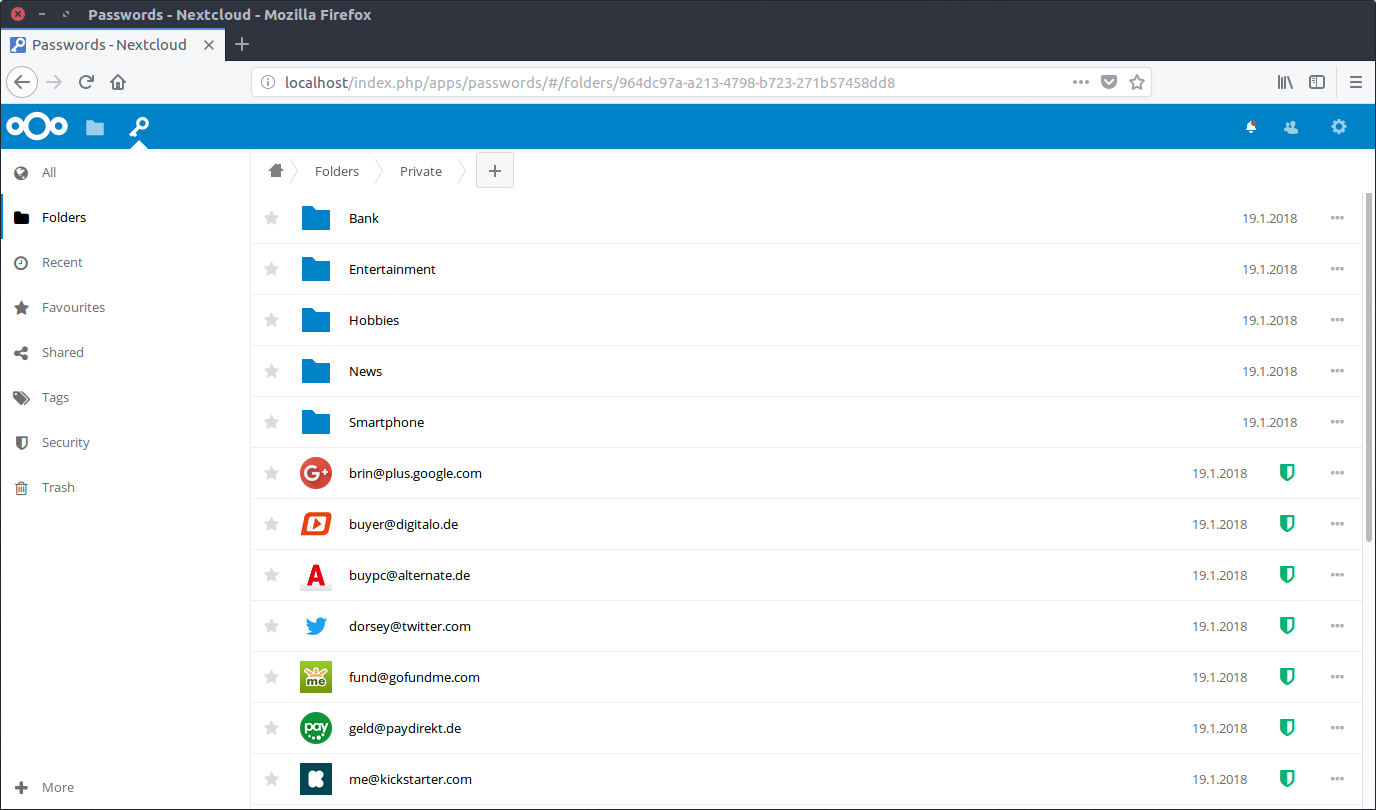 Passwords - Nextcloud - Mozilla Firefox
Passwords - Nextcloud
localhost/index.php/apps/passwords/#/folders/964dc97a-a213-4798-b723-271b57458dd8
All
Folders
Recent
Favourites
Shared
Tags
Security
Trash
More
Folders Private
Bank 19.1.2018
Entertainment 19.1.2018
Hobbies 19.1.2018
News 19.1.2018
Smartphone 19.1.2018
G+ brin@plus.google.com 19.1.2018
buyer@digitalo.de 19.1.2018
A buypc@alternate.de 19.1.2018
dorsey@twitter.com 19.1.2018
me fund@gofundme.com 19.1.2018
pay geld@paydirekt.de 19.1.2018
K me@kickstarter.com 19.1.2018